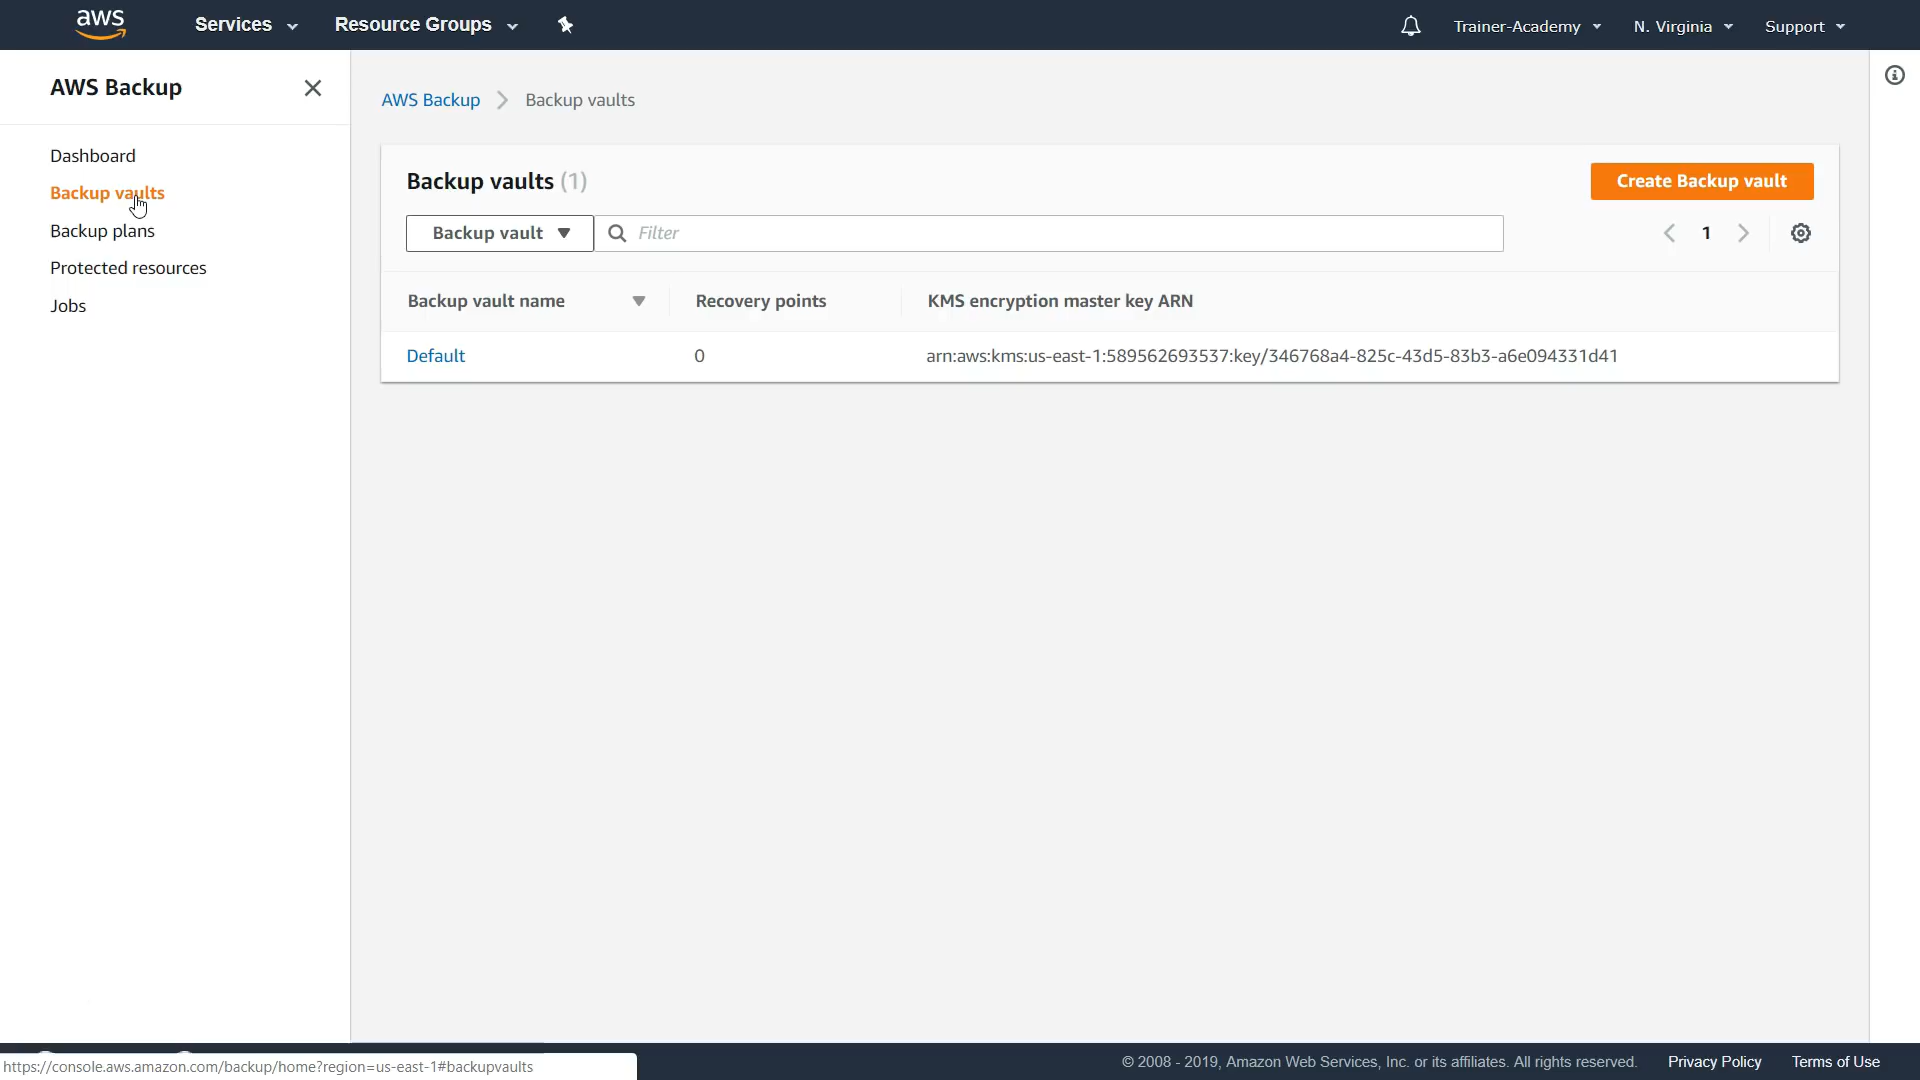 aws
Services
Resource Groups
Trainer-Academy
N. Virginia
Support
AWS Backup
Dashboard
Backup vaults
Backup plans
Protected resources
Jobs
AWS Backup > Backup vaults
Backup vaults (1)
Create Backup vault
Backup vault
Filter
1
Backup vault name
Recovery points
KMS encryption master key ARN
Default
0
arn:aws:kms:us-east-1:589562693537:key/346768a4-825c-43d5-83b3-a6e094331d41
https://console.aws.amazon.com/backup/home?region=us-east-1#backupvaults
© 2008 - 2019, Amazon Web Services, Inc. or its affiliates. All rights reserved.
Privacy Policy
Terms of Use